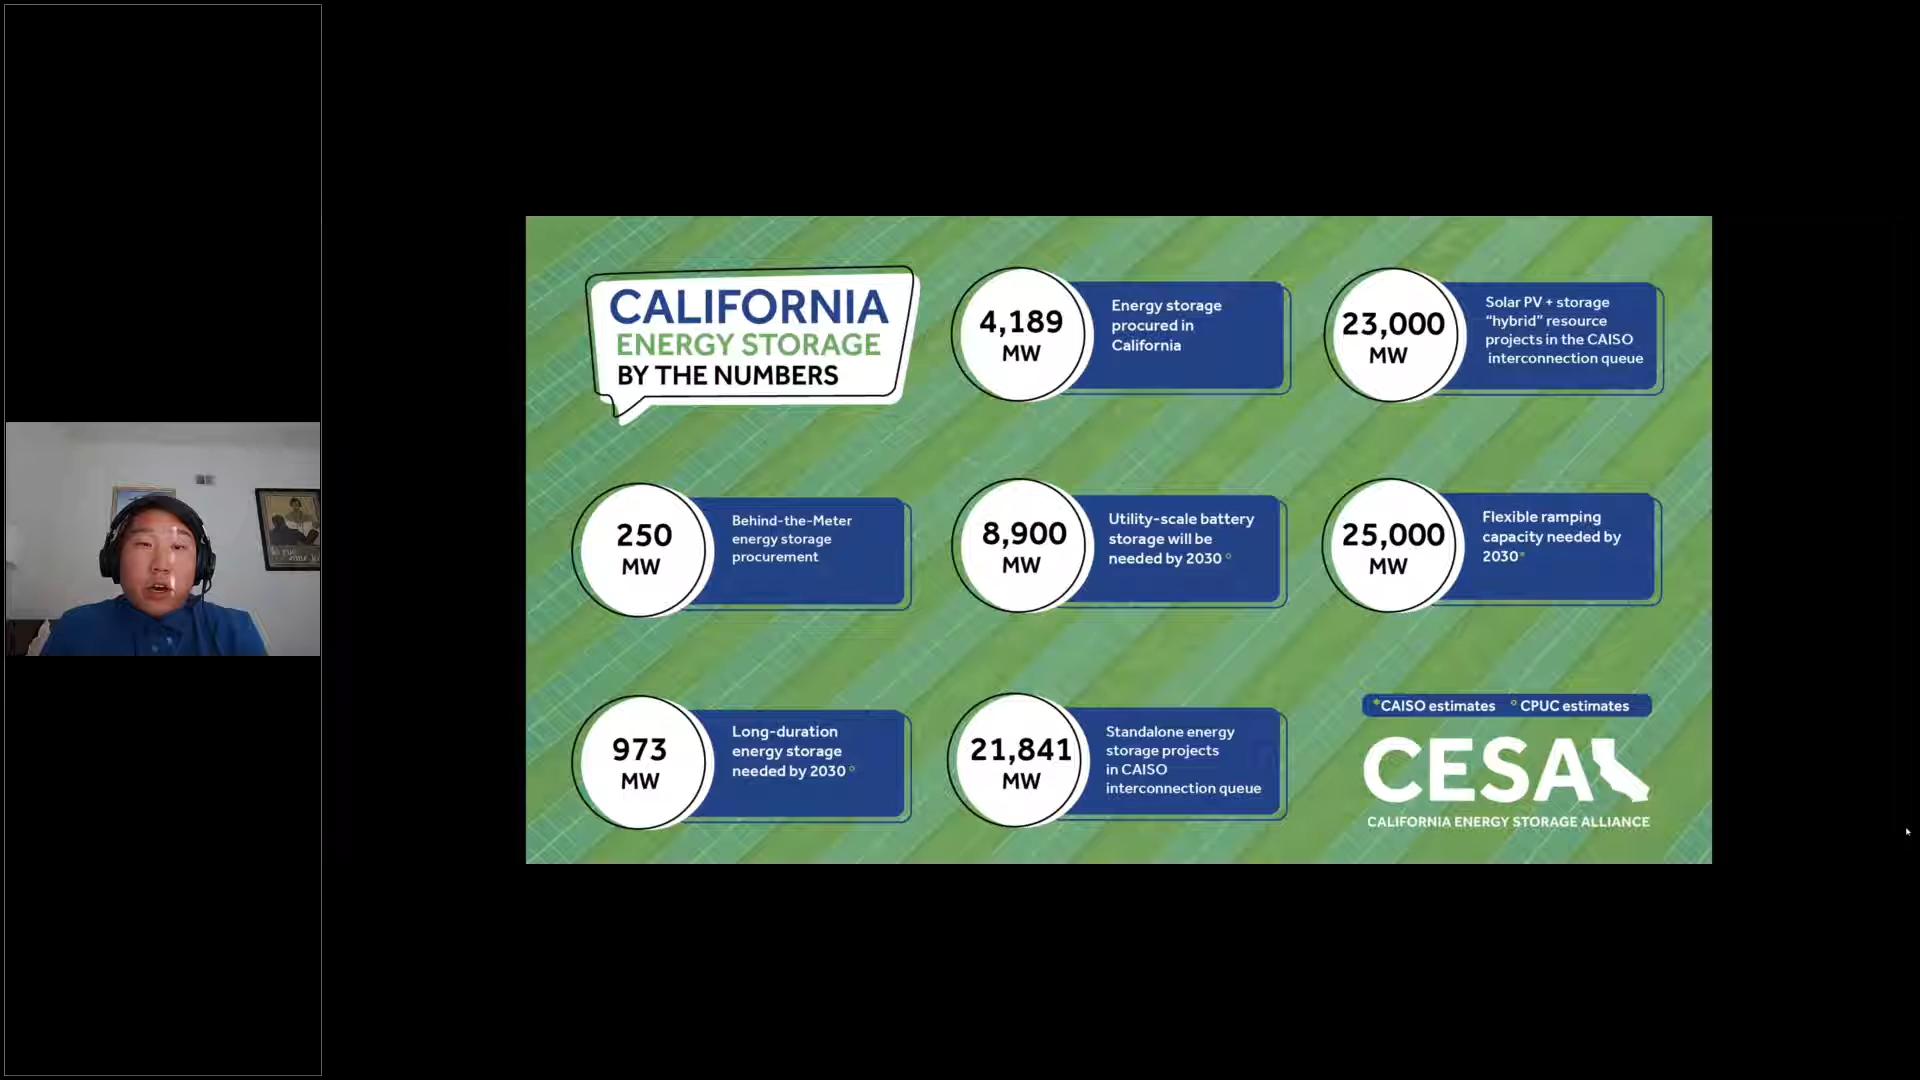 CALIFORNIA
ENERGY STORAGE
BY THE NUMBERS
4,189
MW
Energy storage
procured in
California
23,000
MW
Solar PV + storage
“hybrid” resource
projects in the CAISO
interconnection queue
250
MW
Behind-the-Meter
energy storage
procurement
8,900
MW
Utility-scale battery
storage will be
needed by 2030 °
25,000
MW
Flexible ramping
capacity needed by
2030*
973
MW
Long-duration
energy storage
needed by 2030 °
21,841
MW
Standalone energy
storage projects
in CAISO
interconnection queue
*CAISO estimates ° CPUC estimates
CESA
CALIFORNIA ENERGY STORAGE ALLIANCE